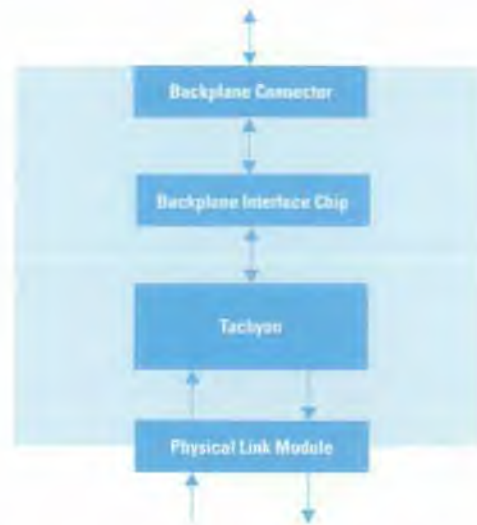 Backplane Connector
Backplane Interface Chip
Tachyon
Physical Link Module